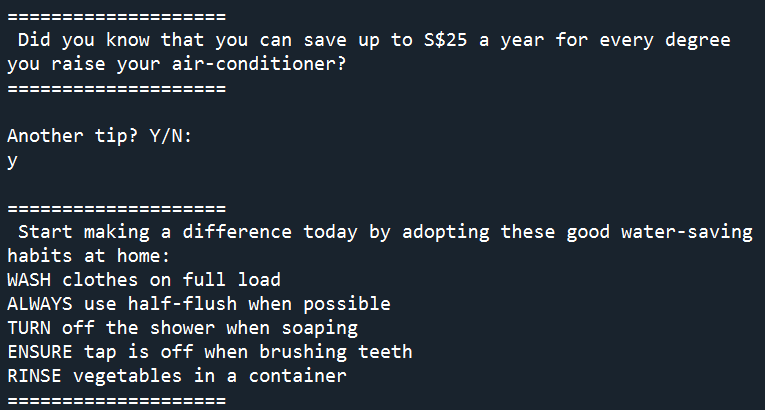 ====================
Did you know that you can save up to S$25 a year for every degree
you raise your air-conditioner?
====================
Another tip? Y/N:
y
====================
Start making a difference today by adopting these good water-saving
habits at home:
WASH clothes on full load
ALWAYS use half-flush when possible
TURN off the shower when soaping
ENSURE tap is off when brushing teeth
RINSE vegetables in a container
====================